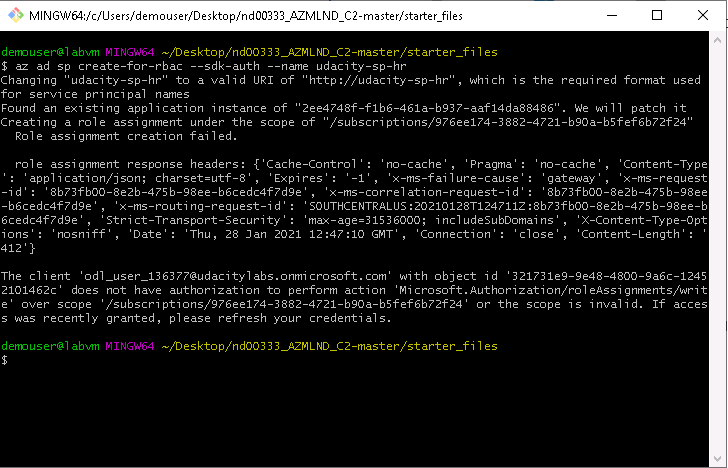 MINGW64:/c/Users/demouser/Desktop/nd00333_AZMLND_C2-master/starter_files
demouser@labvm MINGW64 ~/Desktop/nd00333_AZMLND_C2-master/starter_files
$ az ad sp create-for-rbac --sdk-auth --name udacity-sp-hr
Changing "udacity-sp-hr" to a valid URI of "http://udacity-sp-hr", which is the required format used
for service principal names
Found an existing application instance of "2ee4748f-f1b6-461a-b937-aaf14da88486". We will patch it
Creating a role assignment under the scope of "/subscriptions/976ee174-3882-4721-b90a-b5fef6b72f24"
  Role assignment creation failed.
  role assignment response headers: {'Cache-Control': 'no-cache', 'Pragma': 'no-cache', 'Content-Type
': 'application/json; charset=utf-8', 'Expires': '-1', 'x-ms-failure-cause': 'gateway', 'x-ms-request
-id': '8b73fb00-8e2b-475b-98ee-b6cedc4f7d9e', 'x-ms-correlation-request-id': '8b73fb00-8e2b-475b-98ee
-b6cedc4f7d9e', 'x-ms-routing-request-id': 'SOUTHCENTRALUS:20210128T124711Z:8b73fb00-8e2b-475b-98ee-b
6cedc4f7d9e', 'Strict-Transport-Security': 'max-age=31536000; includeSubDomains', 'X-Content-Type-Opt
ions': 'nosniff', 'Date': 'Thu, 28 Jan 2021 12:47:10 GMT', 'Connection': 'close', 'Content-Length': '
412'}
The client 'odl_user_136377@udacitylabs.onmicrosoft.com' with object id '321731e9-9e48-4800-9a6c-1245
2101462c' does not have authorization to perform action 'Microsoft.Authorization/roleAssignments/writ
e' over scope '/subscriptions/976ee174-3882-4721-b90a-b5fef6b72f24' or the scope is invalid. If acces
s was recently granted, please refresh your credentials.
demouser@labvm MINGW64 ~/Desktop/nd00333_AZMLND_C2-master/starter_files
$